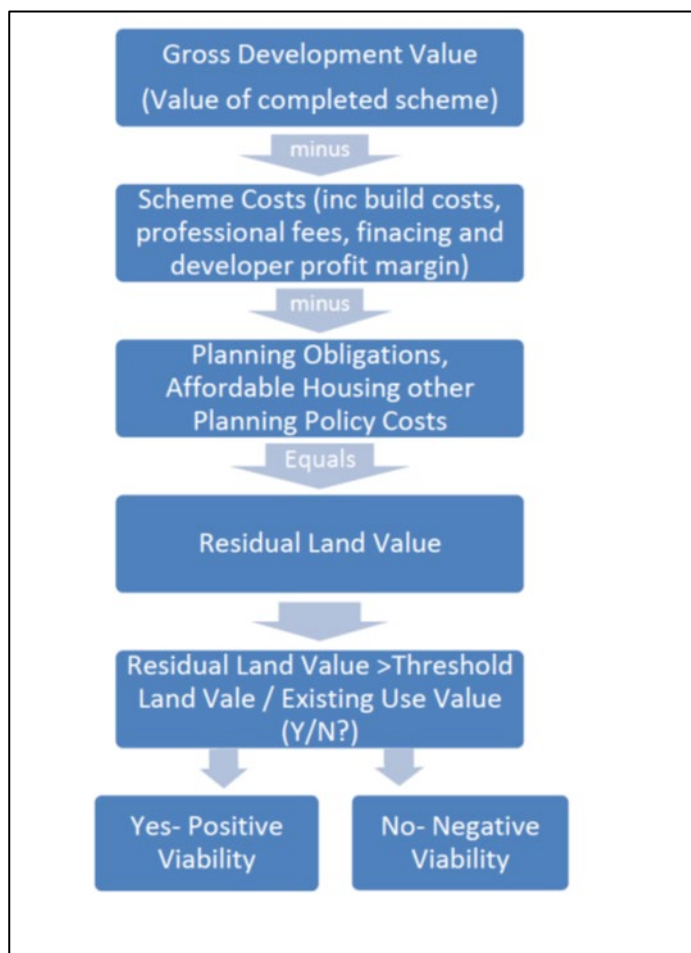 Gross Development Value
(Value of completed scheme)
minus
Scheme Costs (inc build costs,
professional fees, finacing and
developer profit margin)
minus
Planning Obligations,
Affordable Housing other
Planning Policy Costs
Equals
Residual Land Value
Residual Land Value >Threshold
Land Vale / Existing Use Value
(Y/N?)
Yes- Positive
Viability
No- Negative
Viability